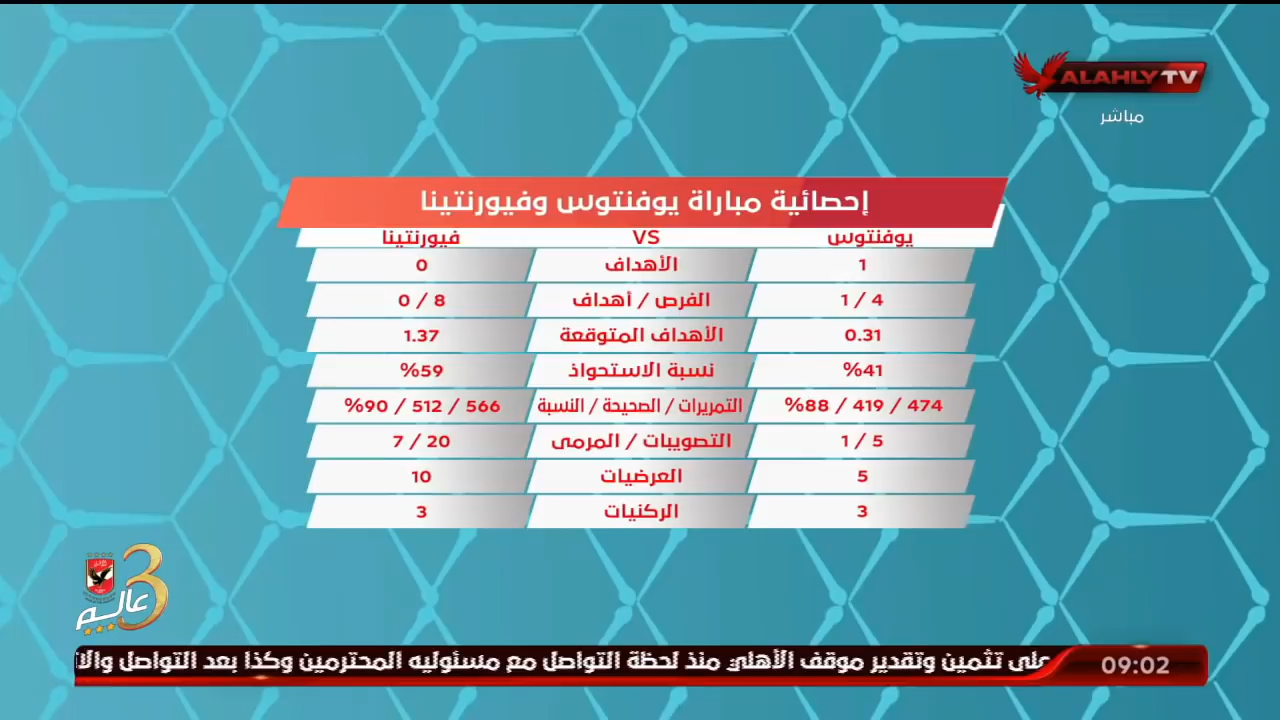 ALAHLY TV
مباشر
إحصائية مباراة يوفنتوس وفيورنتينا
يوفنتوس VS فيورنتينا
1 الأهداف 0
1 / 4 الفرص / أهداف 0 / 8
0.31 الأهداف المتوقعة 1.37
%41 نسبة الاستحواذ %59
%88 / 419 / 474 التمريرات / الصحيحة / النسبة %90 / 512 / 566
1 / 5 التصويبات / المرمى 7 / 20
5 العرضيات 10
3 الركنيات 3
3 عالم
على تثمين وتقدير موقف الأهلي منذ لحظة التواصل مع مسئوليه المحترمين وكذا بعد التواصل
09:02